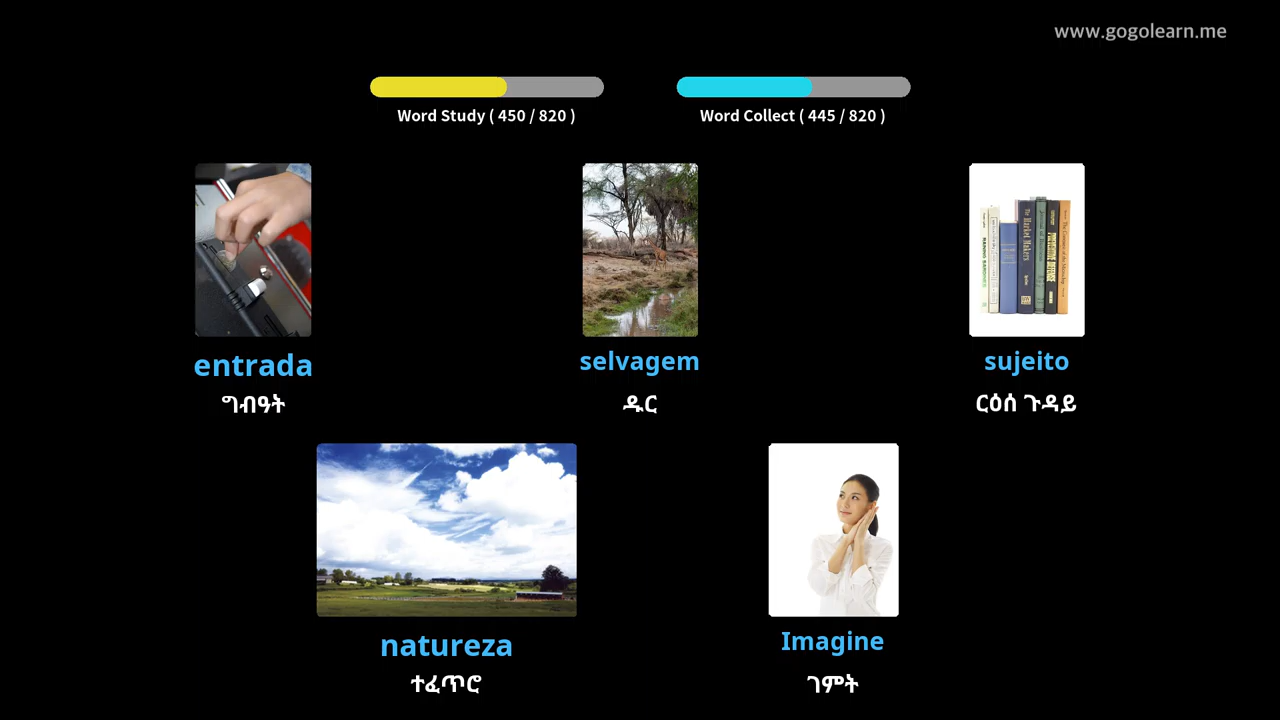 www.gogolearn.me
Word Study ( 450 / 820 )
Word Collect ( 445 / 820 )
entrada
ግብዓት
selvagem
ዱር
sujeito
ርዕሰ ጉዳይ
natureza
ተፈጥሮ
Imagine
ገምት